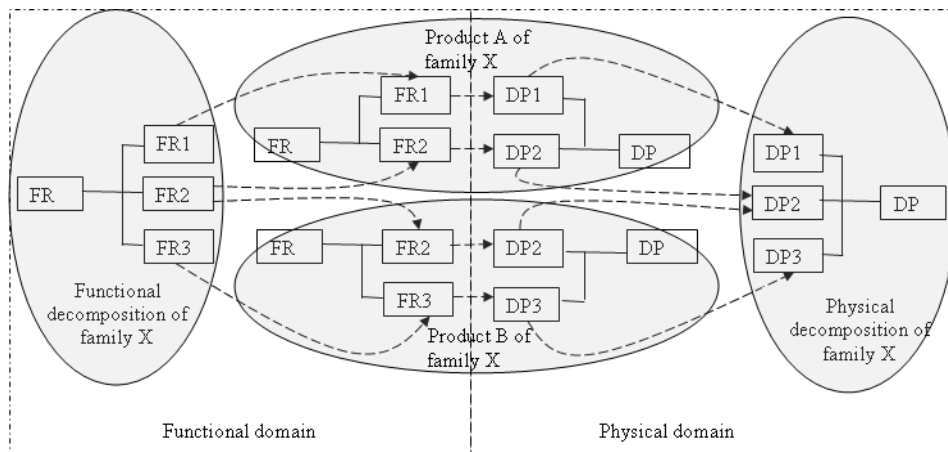 Product A of
family X
FR1
DP1
FR1
FR
FR2
DP2
DP
DP1
FR
FR2
DP2
DP
FR
FR2
DP2
DP
FR3
DP3
FR3
DP3
Functional
decomposition of
family X
Physical
decomposition of
family X
Product B of
family X
Functional domain
Physical domain